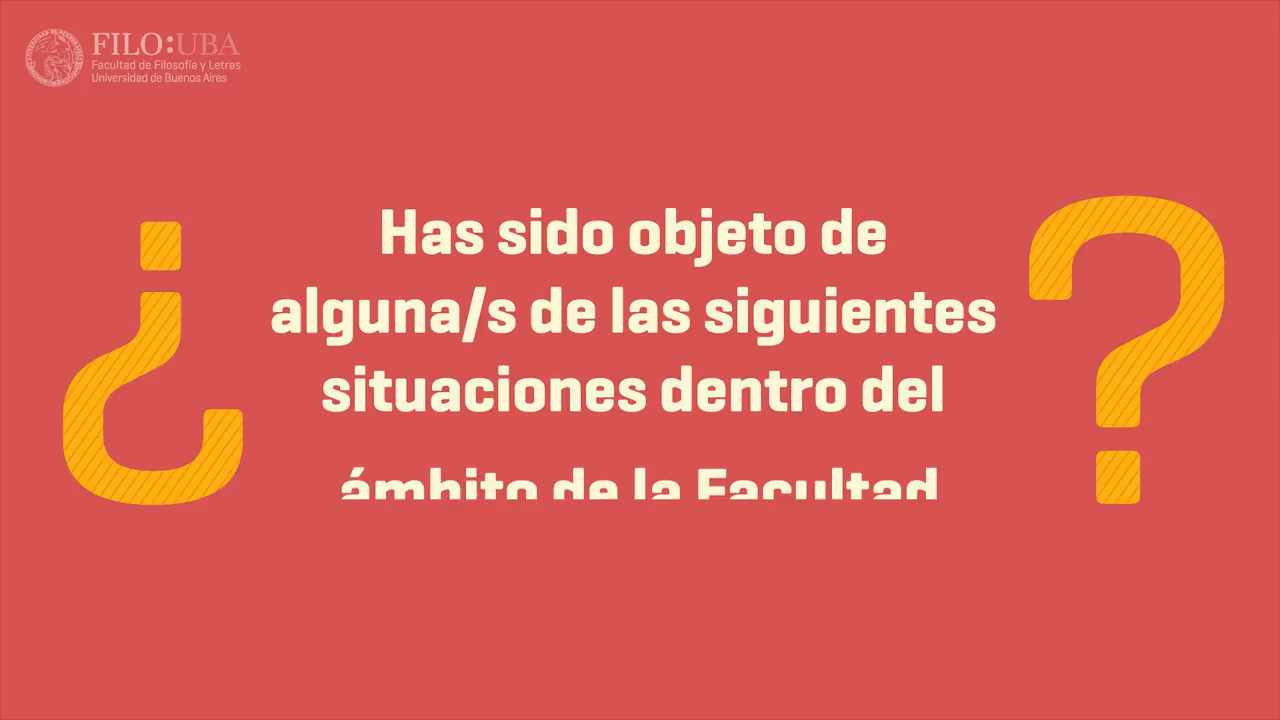 FILO:UBA
Facultad de Filosofía y Letras
Universidad de Buenos Aires
¿
Has sido objeto de
alguna/s de las siguientes
situaciones dentro del
ámbito de la Facultad
?